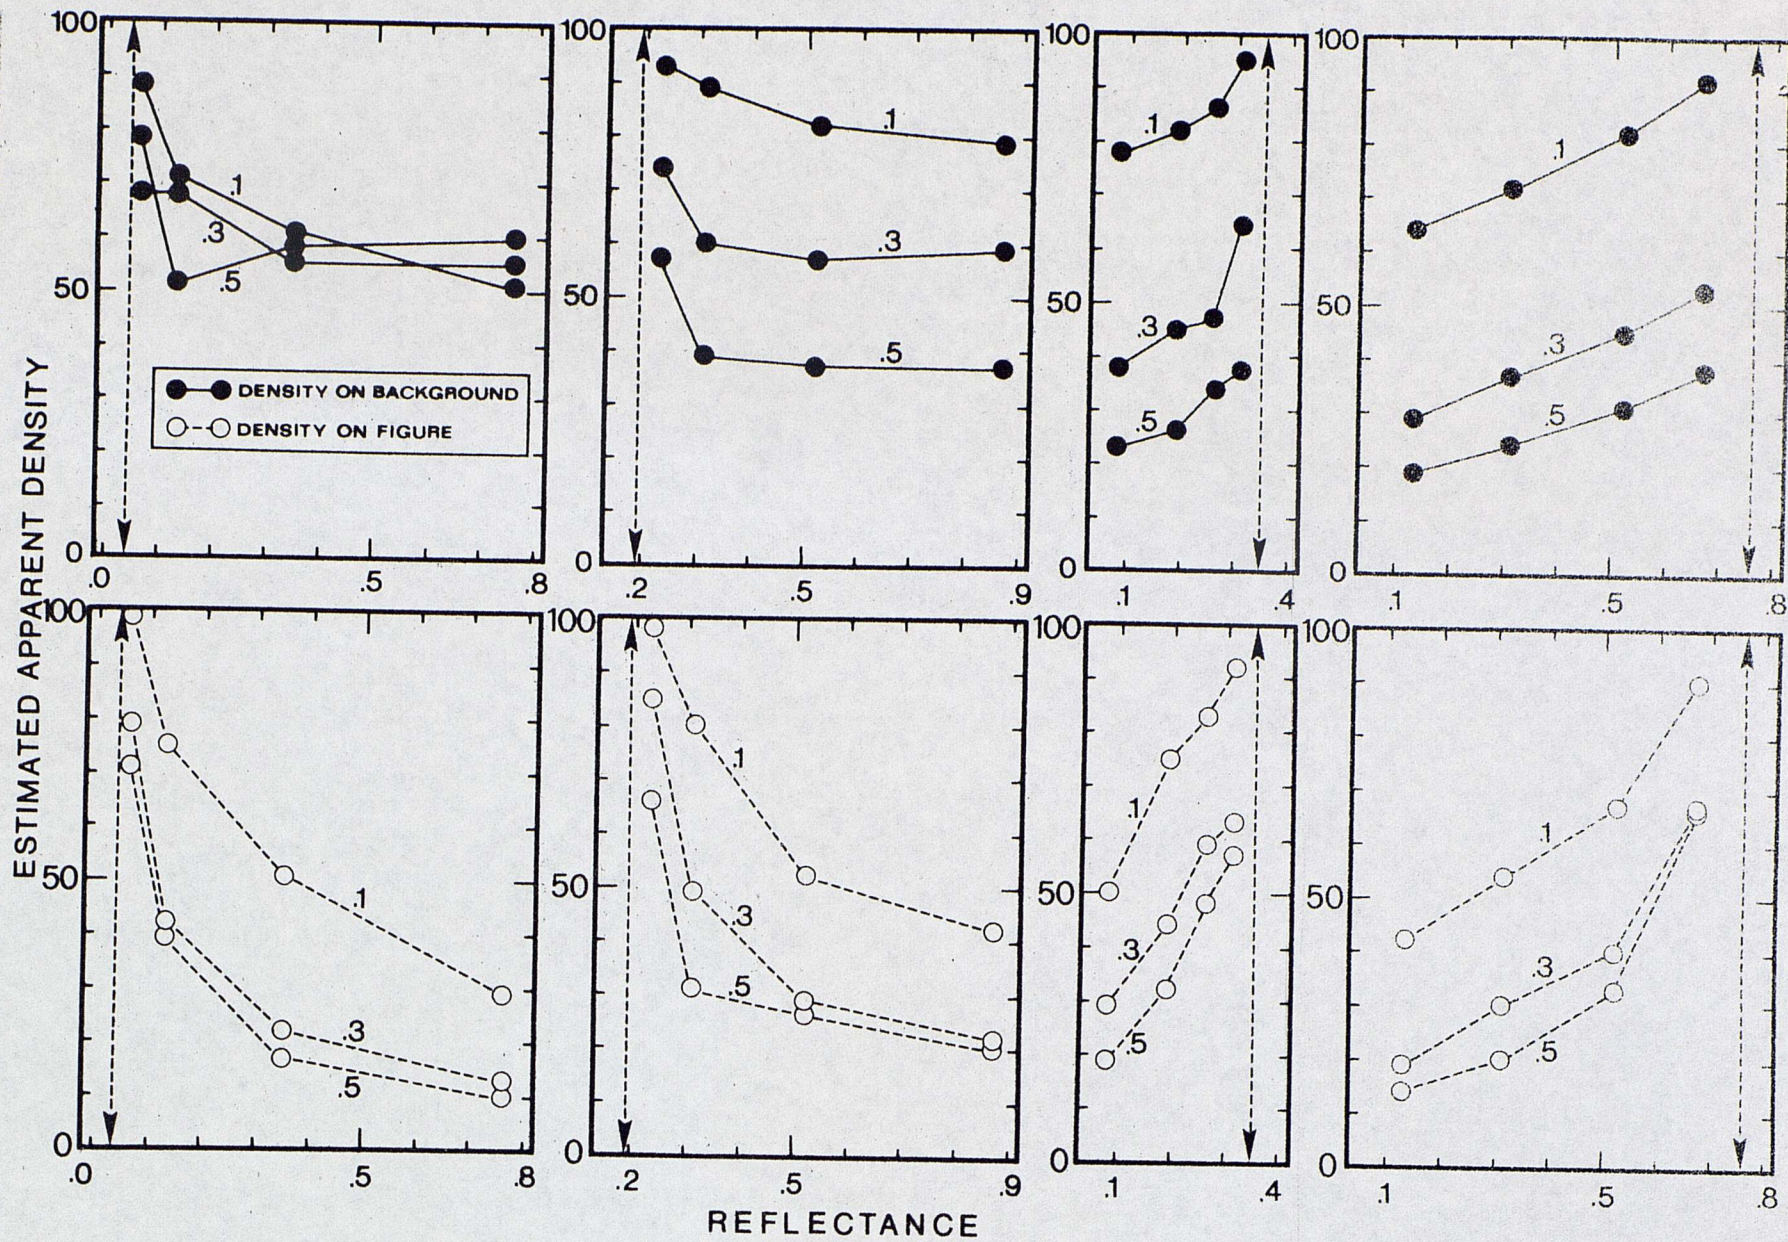 ESTIMATED APPARENT DENSITY
100 100 100 100
.1 .1 .1 .1
.3 .3 .3 .3
.5 .5 .5 .5
50 50 50 50
DENSITY ON BACKGROUND
DENSITY ON FIGURE
0 0 0 0
.0 .5 .8 .2 .5 .9 .1 .4 .1 .5 .8
100 100 100 100
.1 .1 .1 .1
50 50 50 50
.3 .3 .3 .3
.5 .5 .5 .5
0 0 0 0
.0 .5 .8 .2 .5 .9 .1 .4 .1 .5 .8
REFLECTANCE